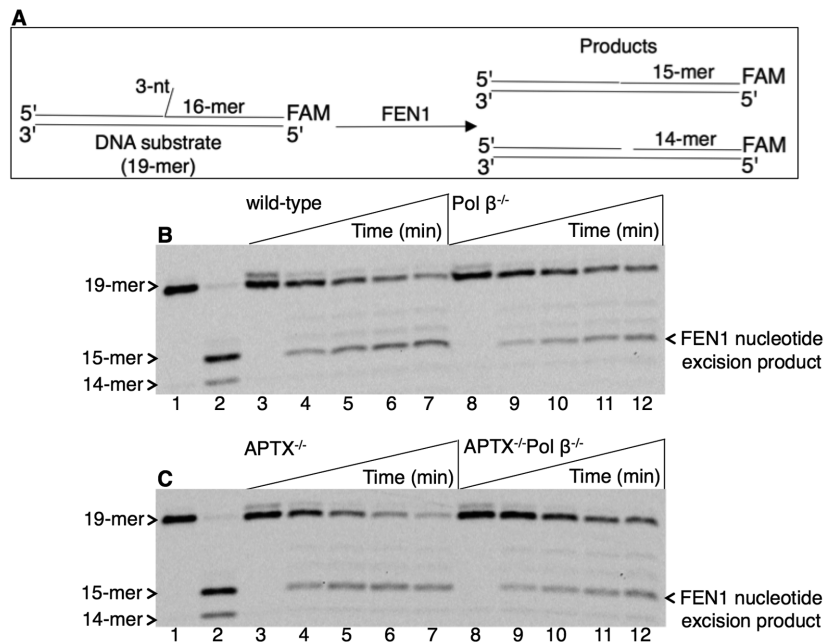 A
Products
3-nt
16-mer
5'
FAM
3'
5'
DNA substrate
(19-mer)
FEN1
5'
15-mer
FAM
3'
5'
5'
14-mer
FAM
3'
5'
B
wild-type
Time (min)
Pol β-/-
Time (min)
19-mer>
15-mer>
14-mer>
< FEN1 nucleotide
excision product
1 2 3 4 5 6 7 8 9 10 11 12
C
APTX-/-
Time (min)
APTX-/-Pol β-/-
Time (min)
19-mer>
15-mer>
14-mer>
< FEN1 nucleotide
excision product
1 2 3 4 5 6 7 8 9 10 11 12